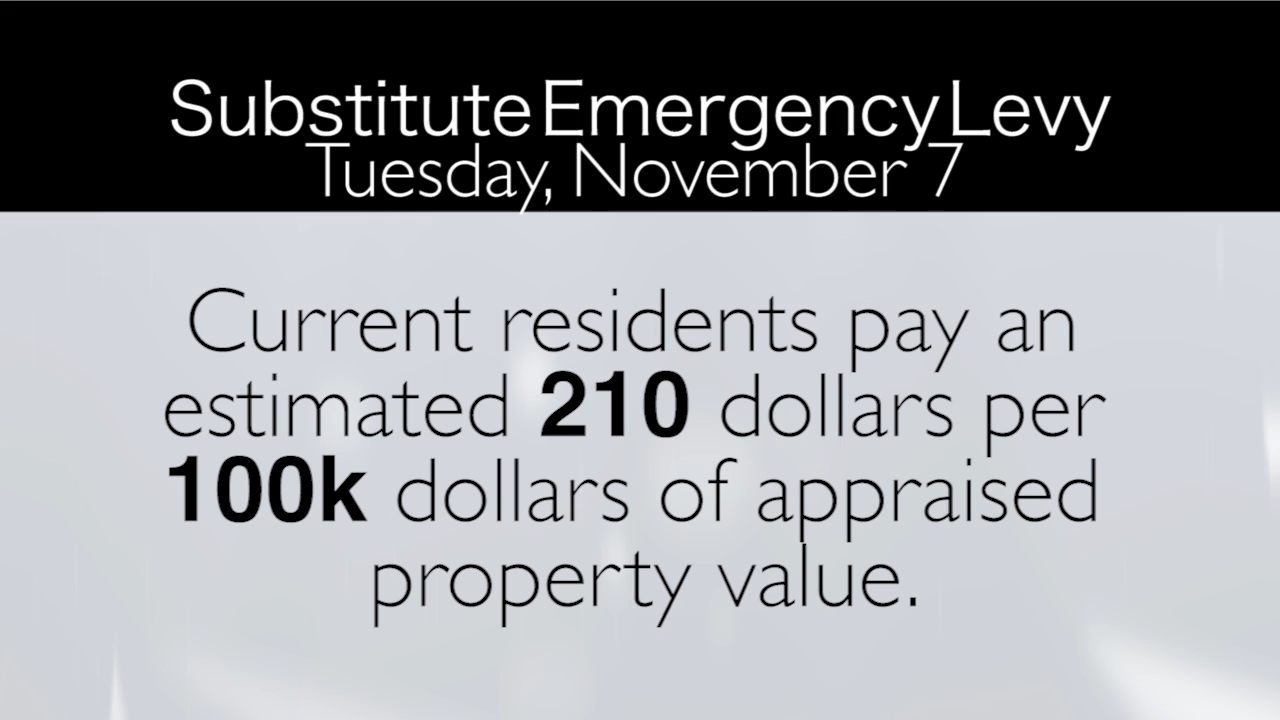 Substitute Emergency Levy
Tuesday, November 7
Current residents pay an
estimated 210 dollars per
100k dollars of appraised
property value.